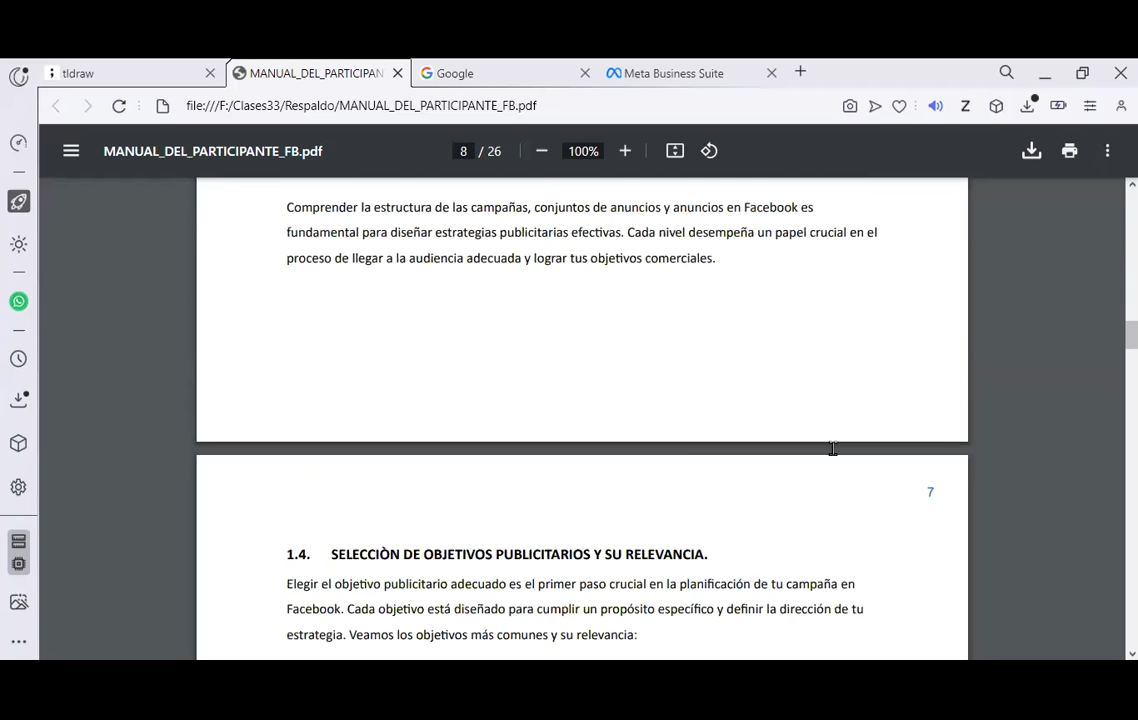 tldraw
MANUAL_DEL_PARTICIPAN
Google
Meta Business Suite
file:///F:/Clases33/Respaldo/MANUAL_DEL_PARTICIPANTE_FB.pdf
MANUAL_DEL_PARTICIPANTE_FB.pdf
8 / 26
100%
Comprender la estructura de las campañas, conjuntos de anuncios y anuncios en Facebook es
fundamental para diseñar estrategias publicitarias efectivas. Cada nivel desempeña un papel crucial en el
proceso de llegar a la audiencia adecuada y lograr tus objetivos comerciales.
7
1.4. SELECCIÒN DE OBJETIVOS PUBLICITARIOS Y SU RELEVANCIA.
Elegir el objetivo publicitario adecuado es el primer paso crucial en la planificación de tu campaña en
Facebook. Cada objetivo está diseñado para cumplir un propósito específico y definir la dirección de tu
estrategia. Veamos los objetivos más comunes y su relevancia: